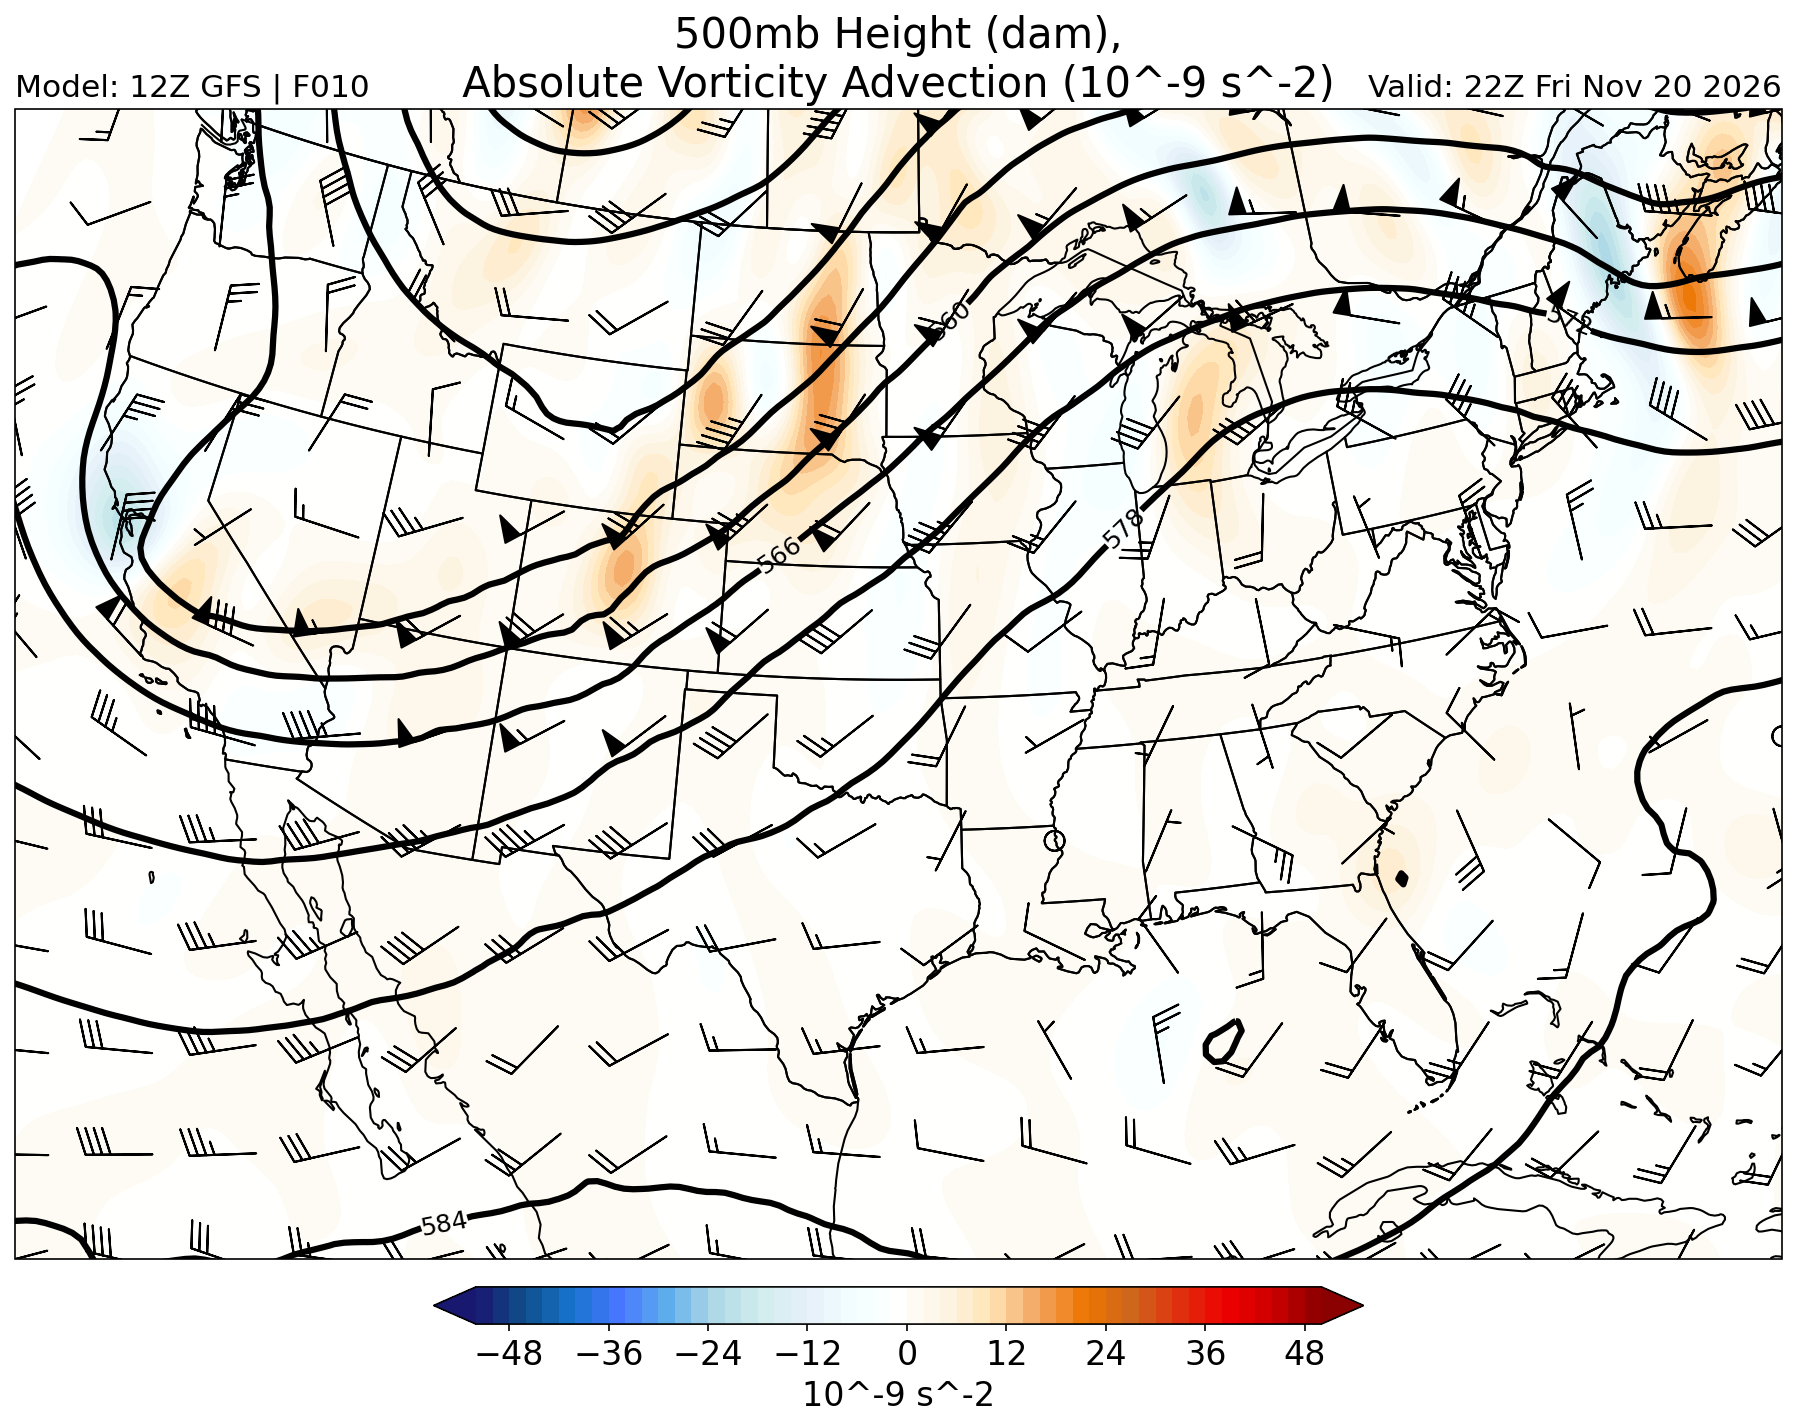 500mb Height (dam),
Model: 12Z GFS | F010
Absolute Vorticity Advection (10^-9 s^-2)
Valid: 22Z Fri Nov 20 2026
560
576
566
578
584
−48 −36 −24 −12 0 12 24 36 48
10^-9 s^-2